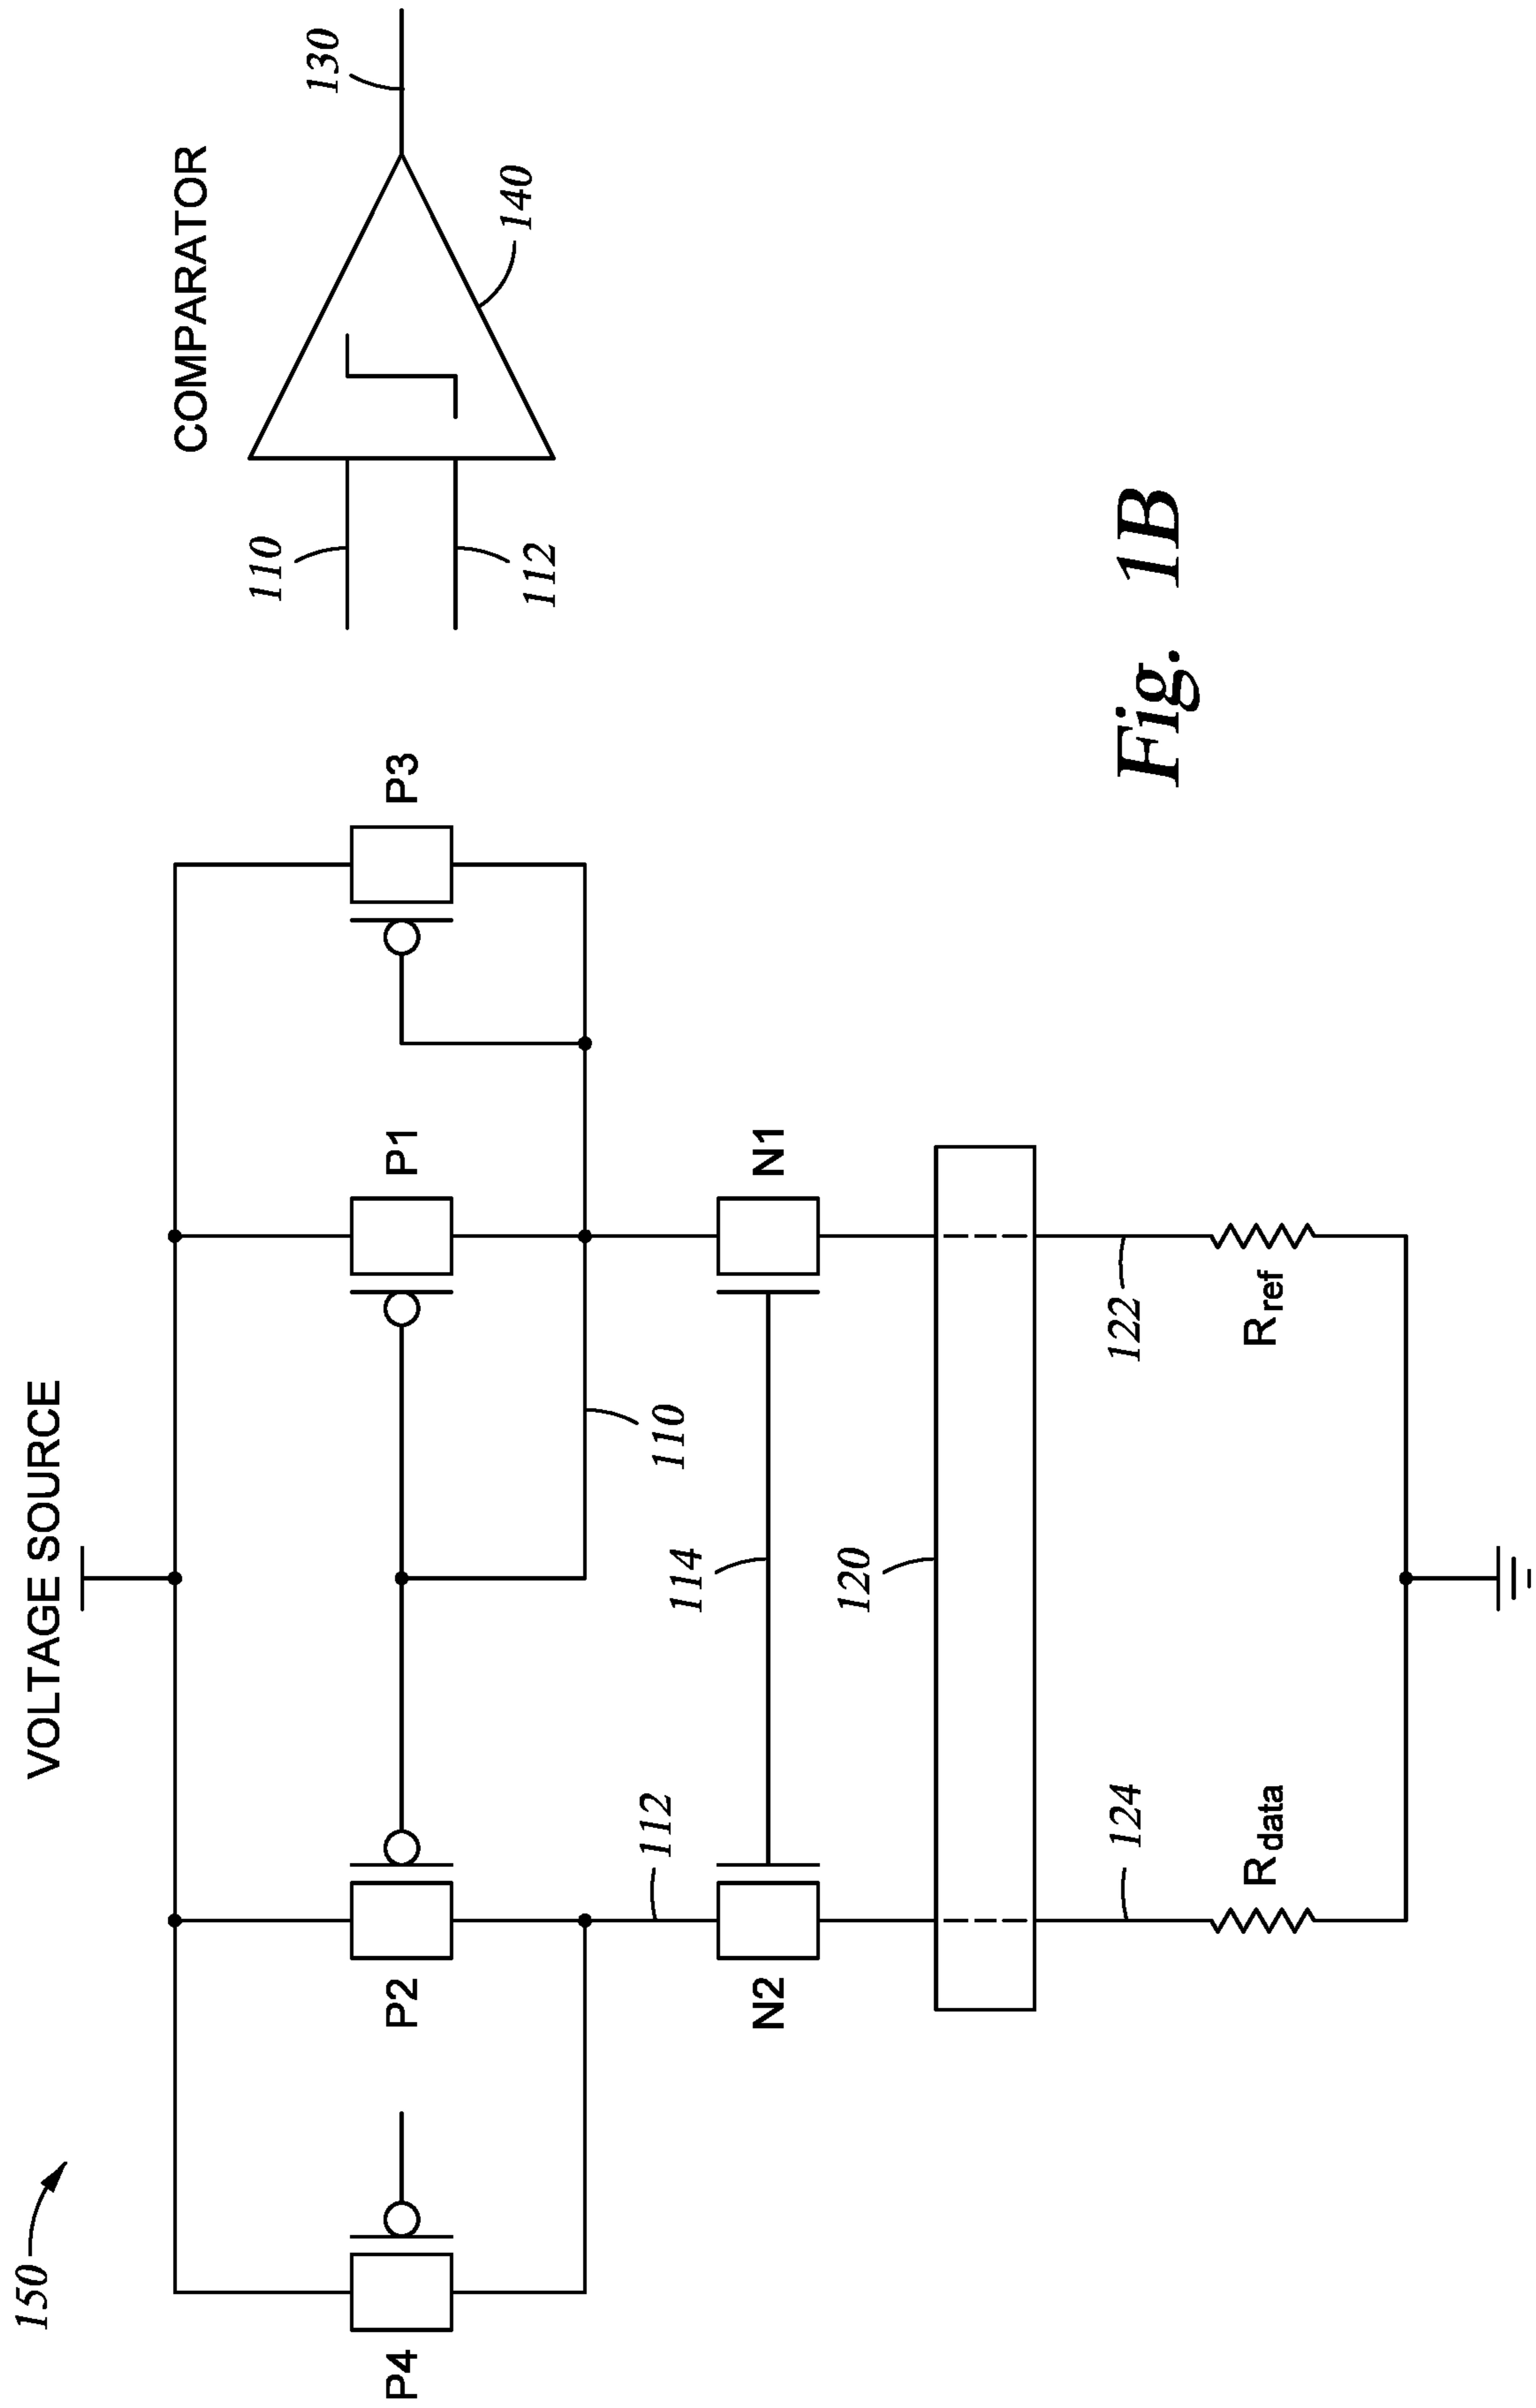 150
VOLTAGE SOURCE
COMPARATOR
P4
P2
P1
P3
110
112
130
140
112
110
N2
114
N1
120
124
122
Rdata
Rref
Fig. 1B